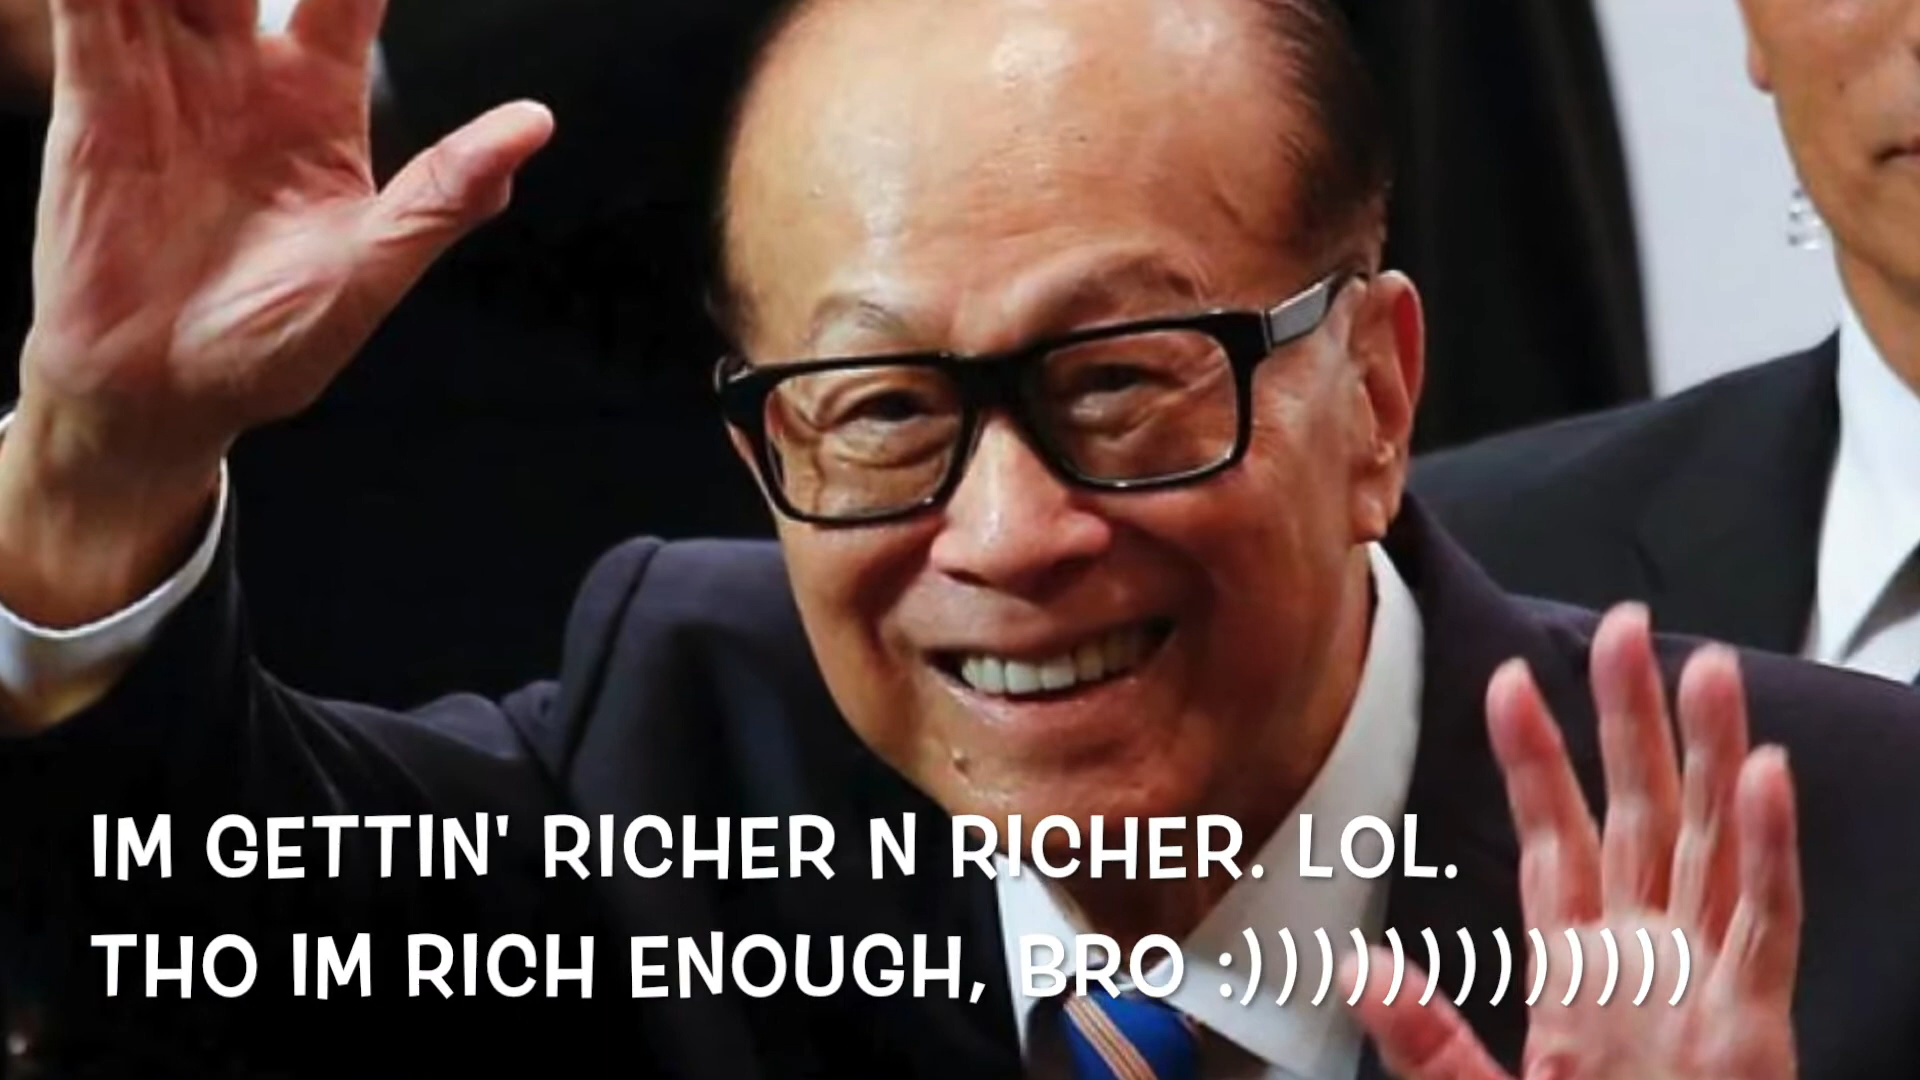 IM GETTIN' RICHER N RICHER. LOL.
THO IM RICH ENOUGH, BRO :)))))))))))))